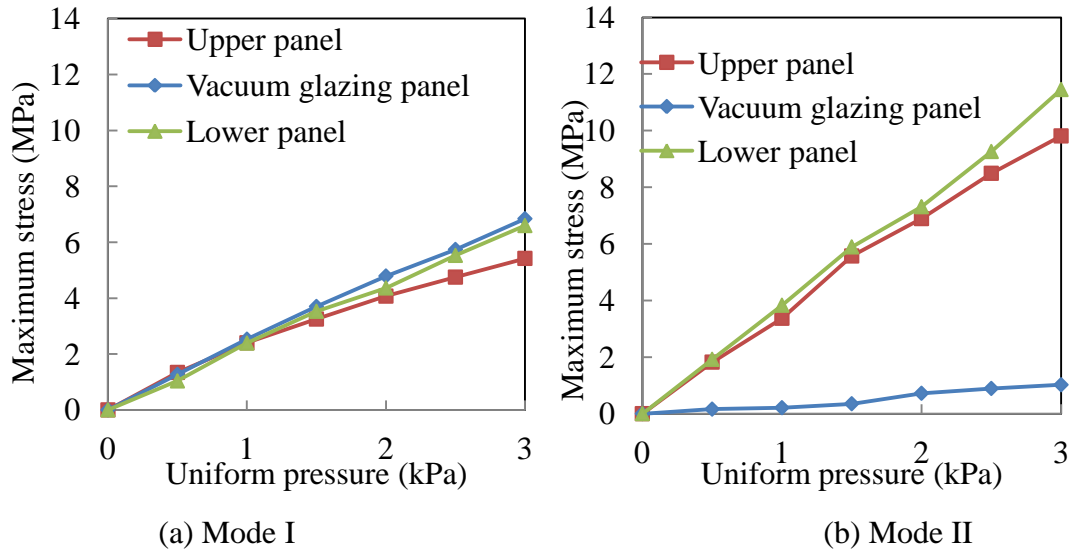 Maximum stress (MPa)
14
12
10
8
6
4
2
0
Upper panel
Vacuum glazing panel
Lower panel
0 1 2 3
Uniform pressure (kPa)
(a) Mode I
Maximum stress (MPa)
14
12
10
8
6
4
2
0
Upper panel
Vacuum glazing panel
Lower panel
0 1 2 3
Uniform pressure (kPa)
(b) Mode II